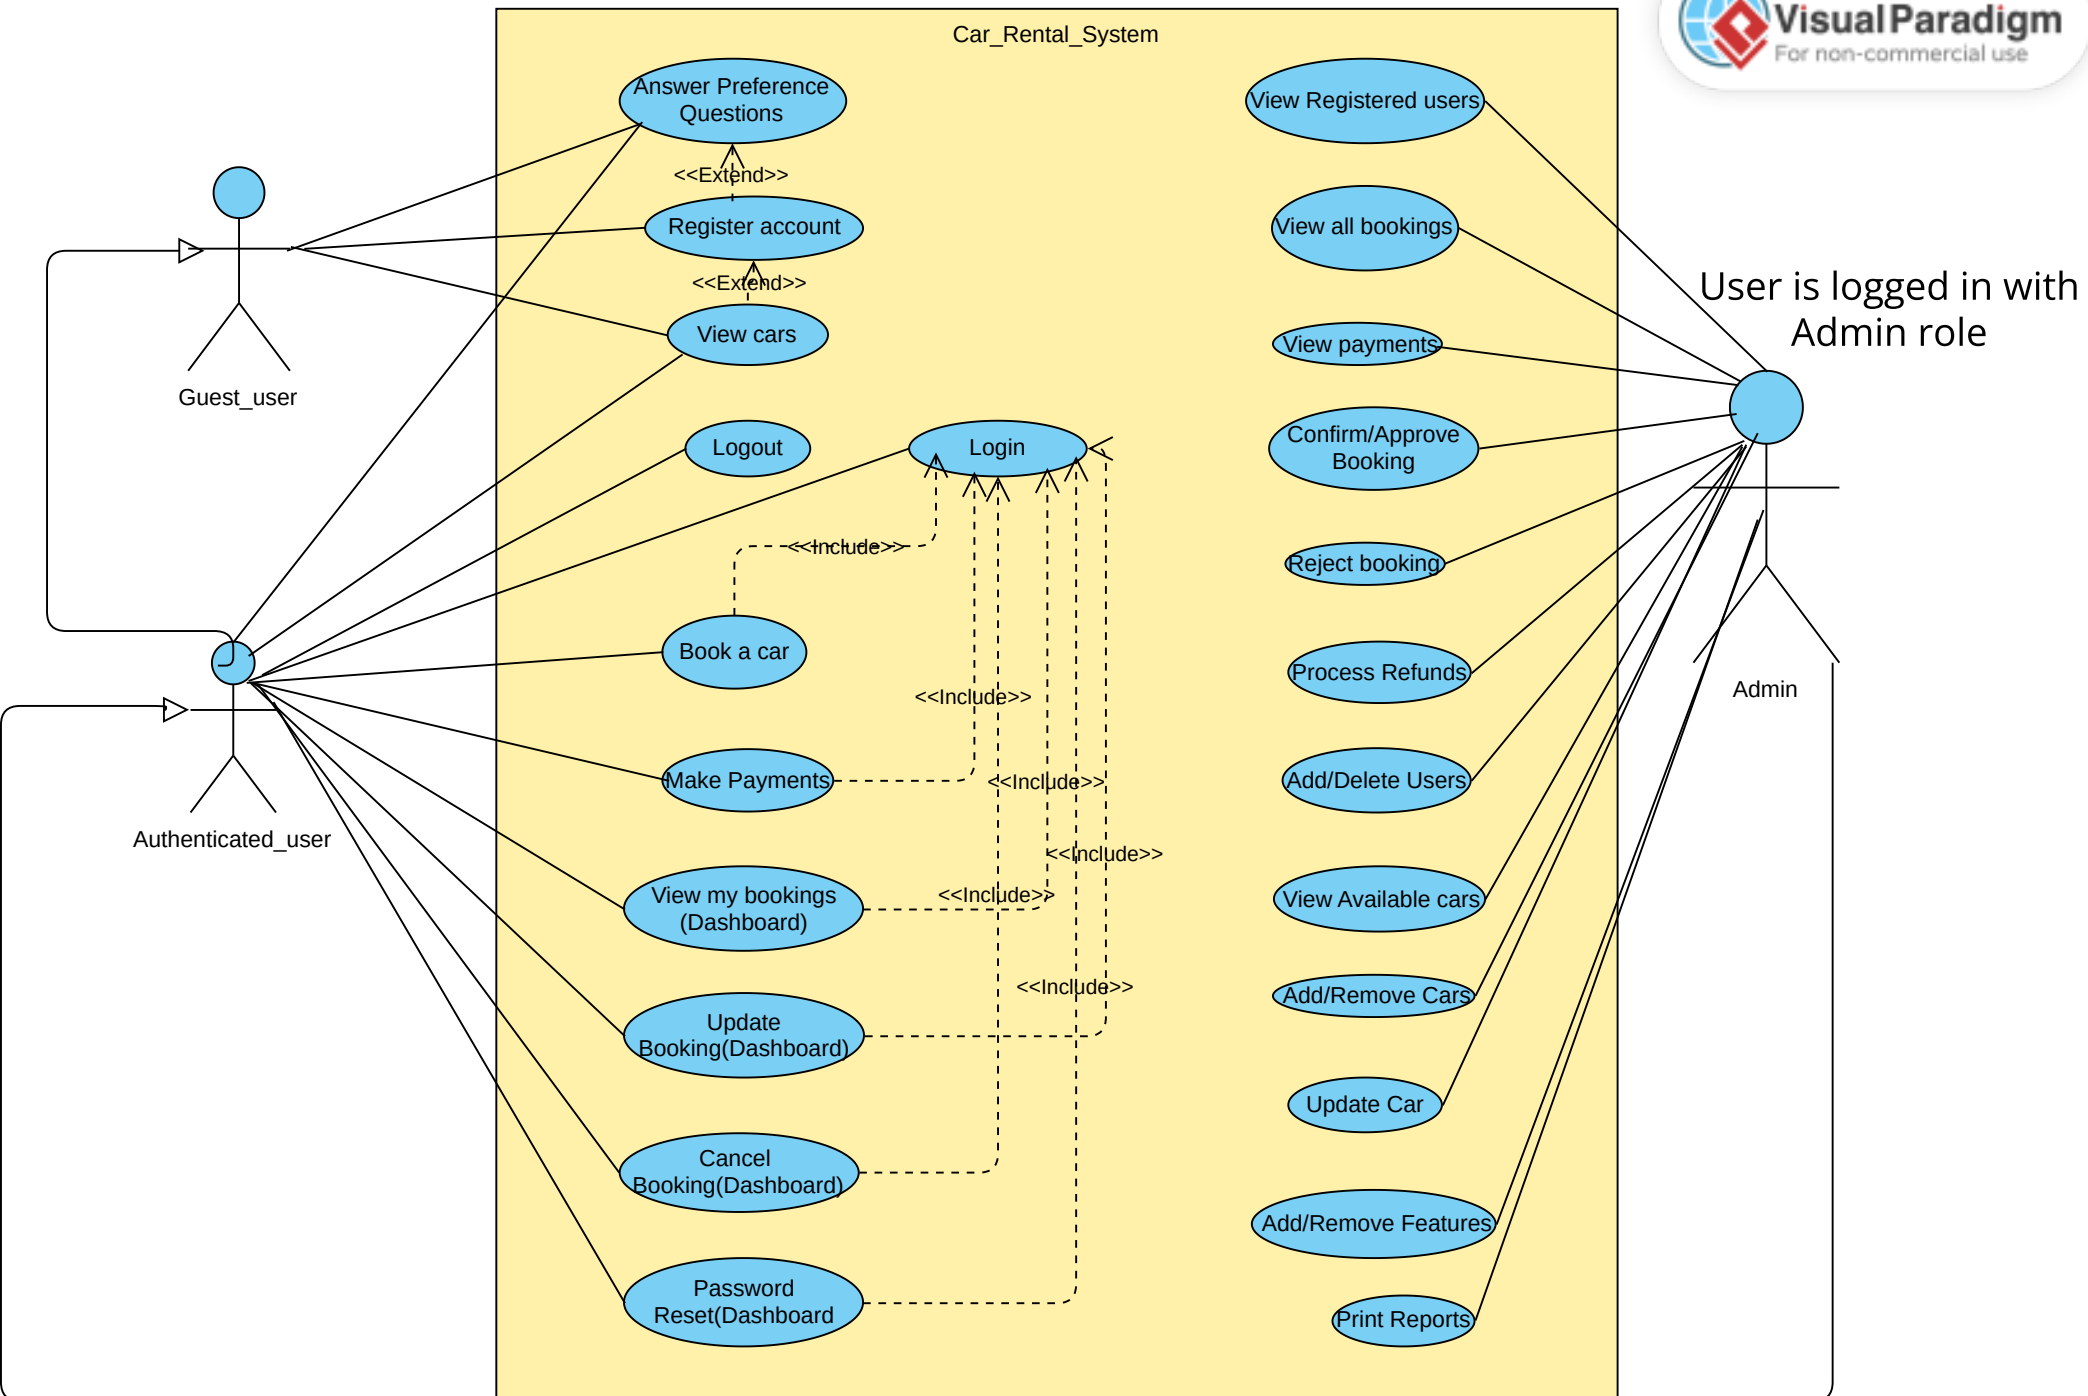 Car_Rental_System
VisualParadigm
For non-commercial use
Answer Preference
Questions
<<Extend>>
Register account
<<Extend>>
View cars
Guest_user
Logout
Login
<<Include>>
Book a car
<<Include>>
Make Payments
<<Include>>
Authenticated_user
<<Include>>
View my bookings
(Dashboard)
<<Include>>
Update
Booking(Dashboard)
<<Include>>
Cancel
Booking(Dashboard)
Password
Reset(Dashboard
View Registered users
View all bookings
User is logged in with
Admin role
View payments
Confirm/Approve
Booking
Reject booking
Process Refunds
Admin
Add/Delete Users
View Available cars
Add/Remove Cars
Update Car
Add/Remove Features
Print Reports